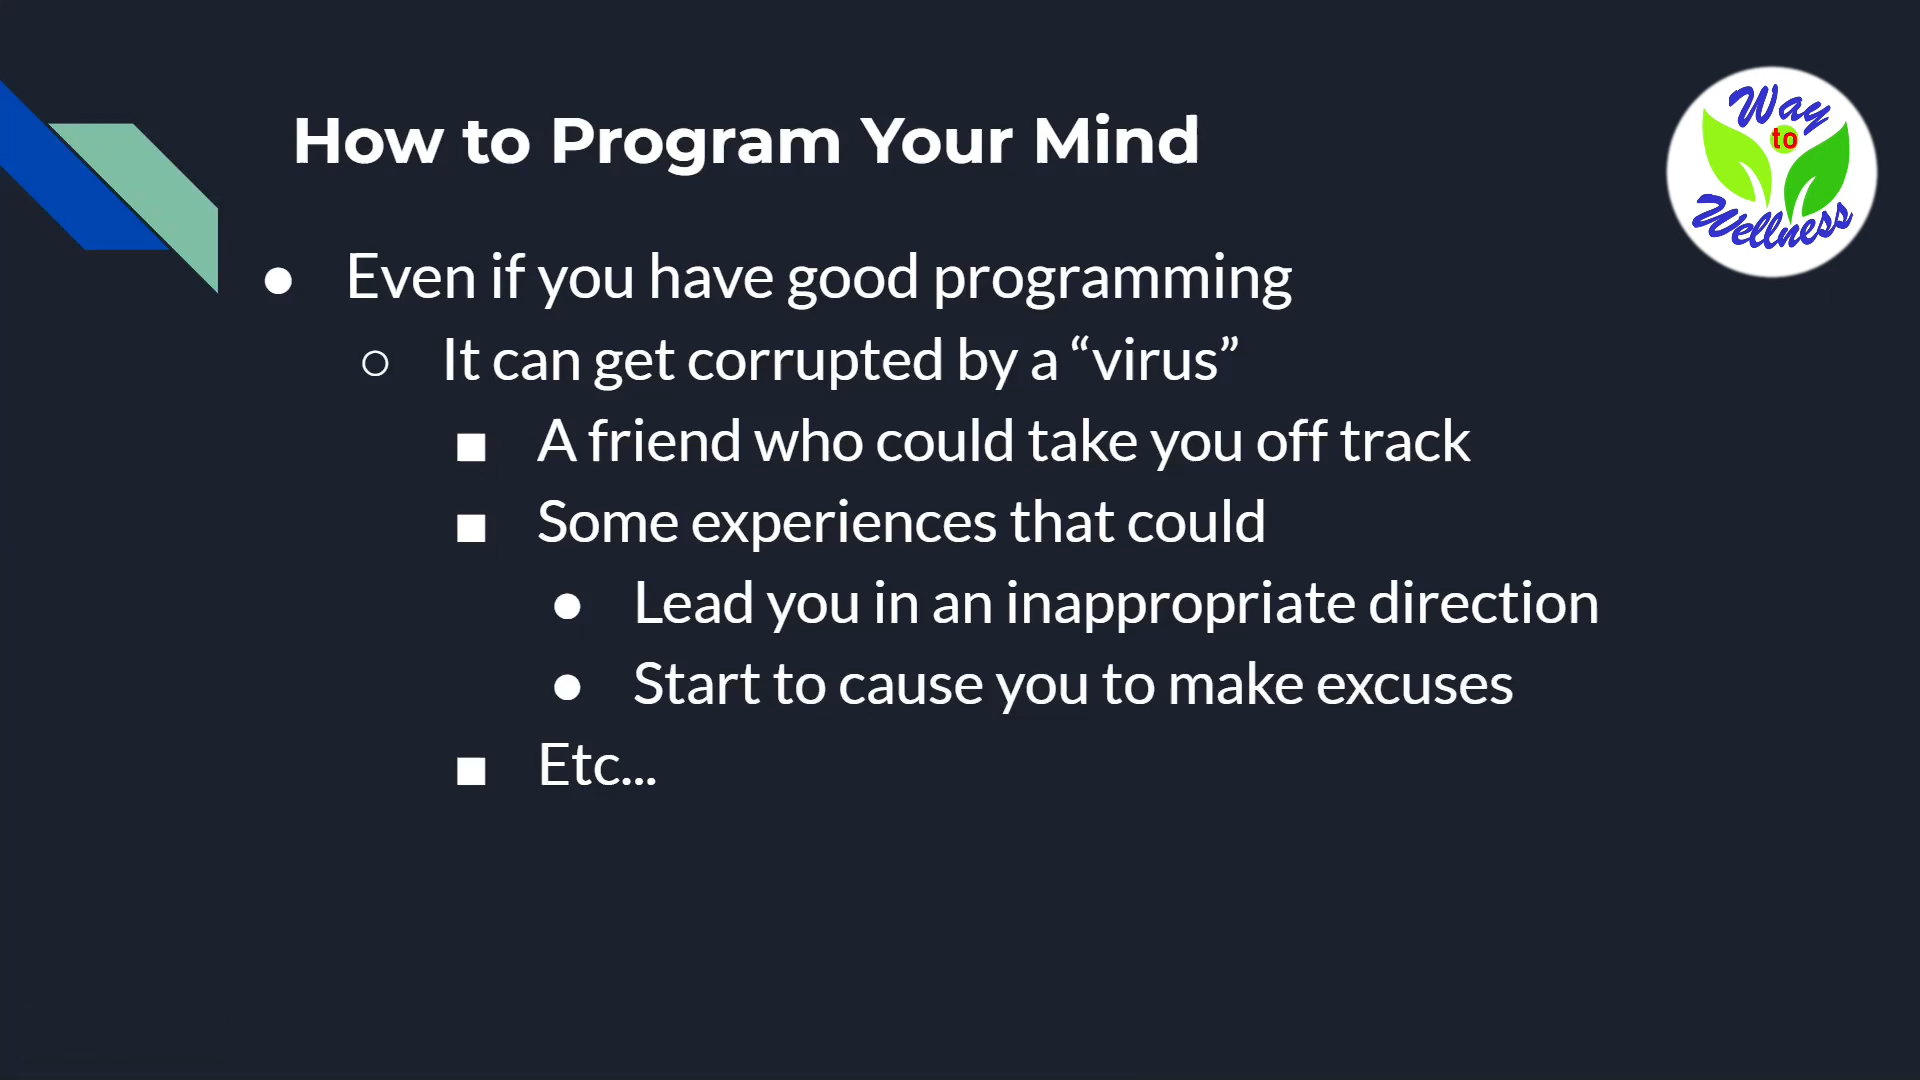 How to Program Your Mind
Way
to
Wellness
● Even if you have good programming
○ It can get corrupted by a “virus”
■ A friend who could take you off track
■ Some experiences that could
● Lead you in an inappropriate direction
● Start to cause you to make excuses
■ Etc...